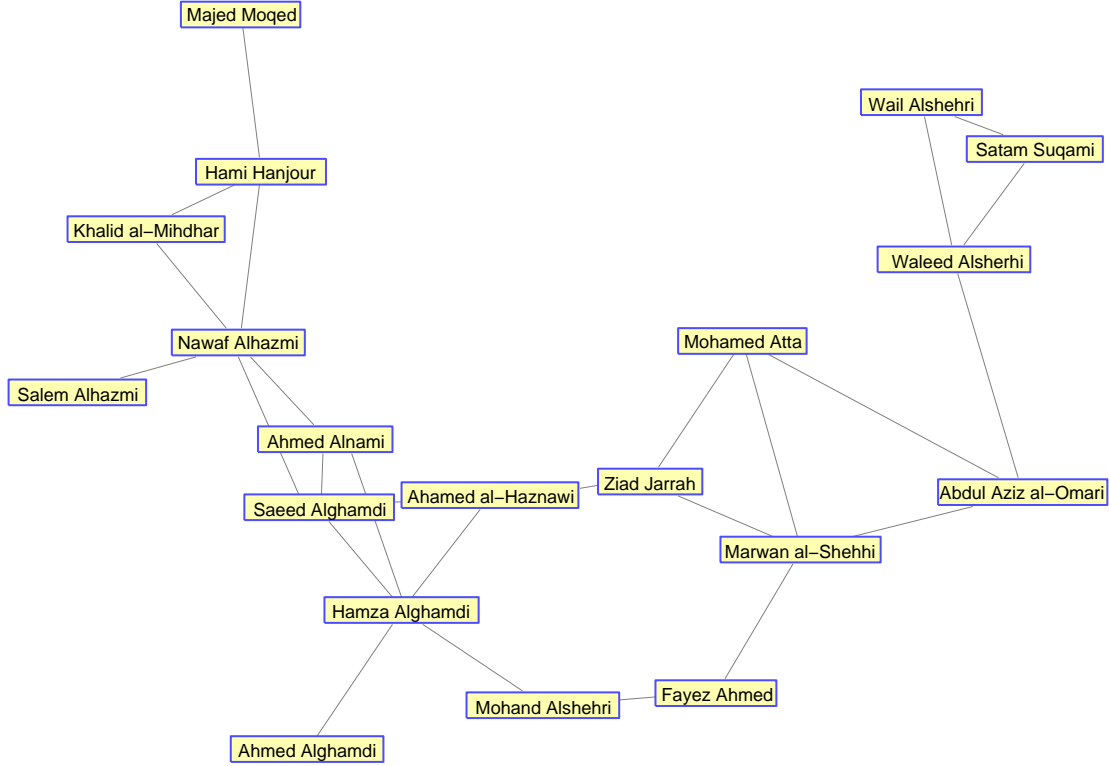 Majed Moqed
Wail Alshehri
Satam Suqami
Hami Hanjour
Khalid al−Mihdhar
Waleed Alsherhi
Nawaf Alhazmi
Mohamed Atta
Salem Alhazmi
Ahmed Alnami
Ziad Jarrah
Abdul Aziz al−Omari
Ahamed al−Haznawi
Saeed Alghamdi
Marwan al−Shehhi
Hamza Alghamdi
Fayez Ahmed
Mohand Alshehri
Ahmed Alghamdi